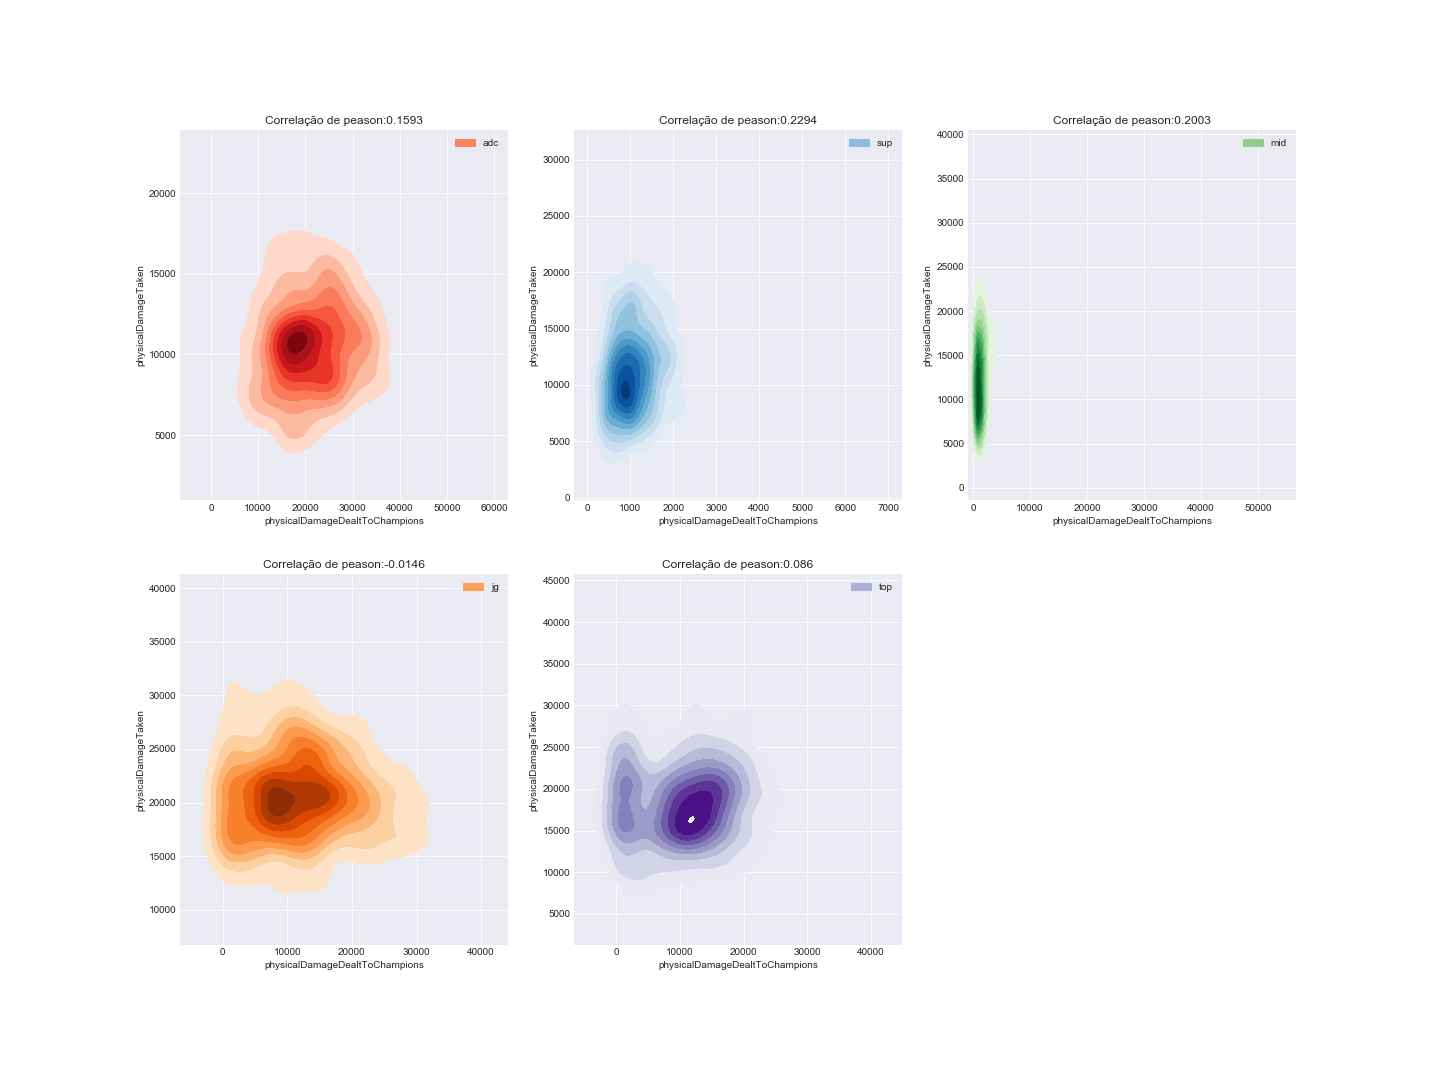 Correlação de peason:0.1593
adc
20000
15000
10000
5000
physicalDamageTaken
0 10000 20000 30000 40000 50000 60000
physicalDamageDealtToChampions
Correlação de peason:0.2294
sup
30000
25000
20000
15000
10000
5000
0
physicalDamageTaken
0 1000 2000 3000 4000 5000 6000 7000
physicalDamageDealtToChampions
Correlação de peason:0.2003
mid
40000
35000
30000
25000
20000
15000
10000
5000
0
physicalDamageTaken
0 10000 20000 30000 40000 50000
physicalDamageDealtToChampions
Correlação de peason:-0.0146
jg
40000
35000
30000
25000
20000
15000
10000
physicalDamageTaken
0 10000 20000 30000 40000
physicalDamageDealtToChampions
Correlação de peason:0.086
top
45000
40000
35000
30000
25000
20000
15000
10000
5000
physicalDamageTaken
0 10000 20000 30000 40000
physicalDamageDealtToChampions